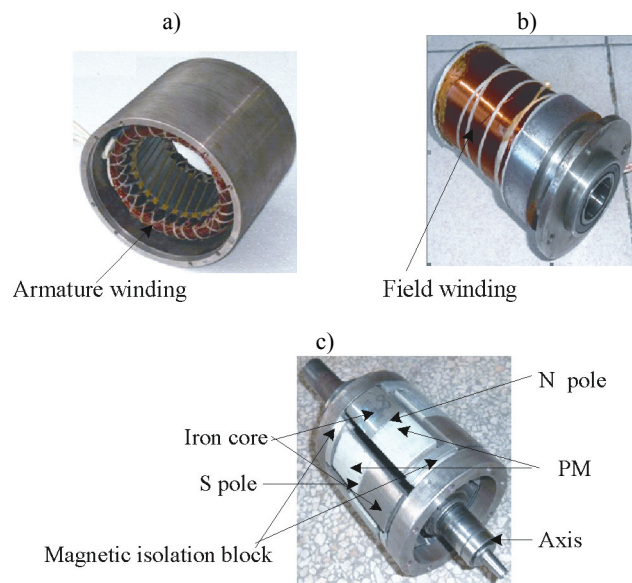 a)
b)
Armature winding
Field winding
c)
N pole
Iron core
S pole
PM
Magnetic isolation block
Axis